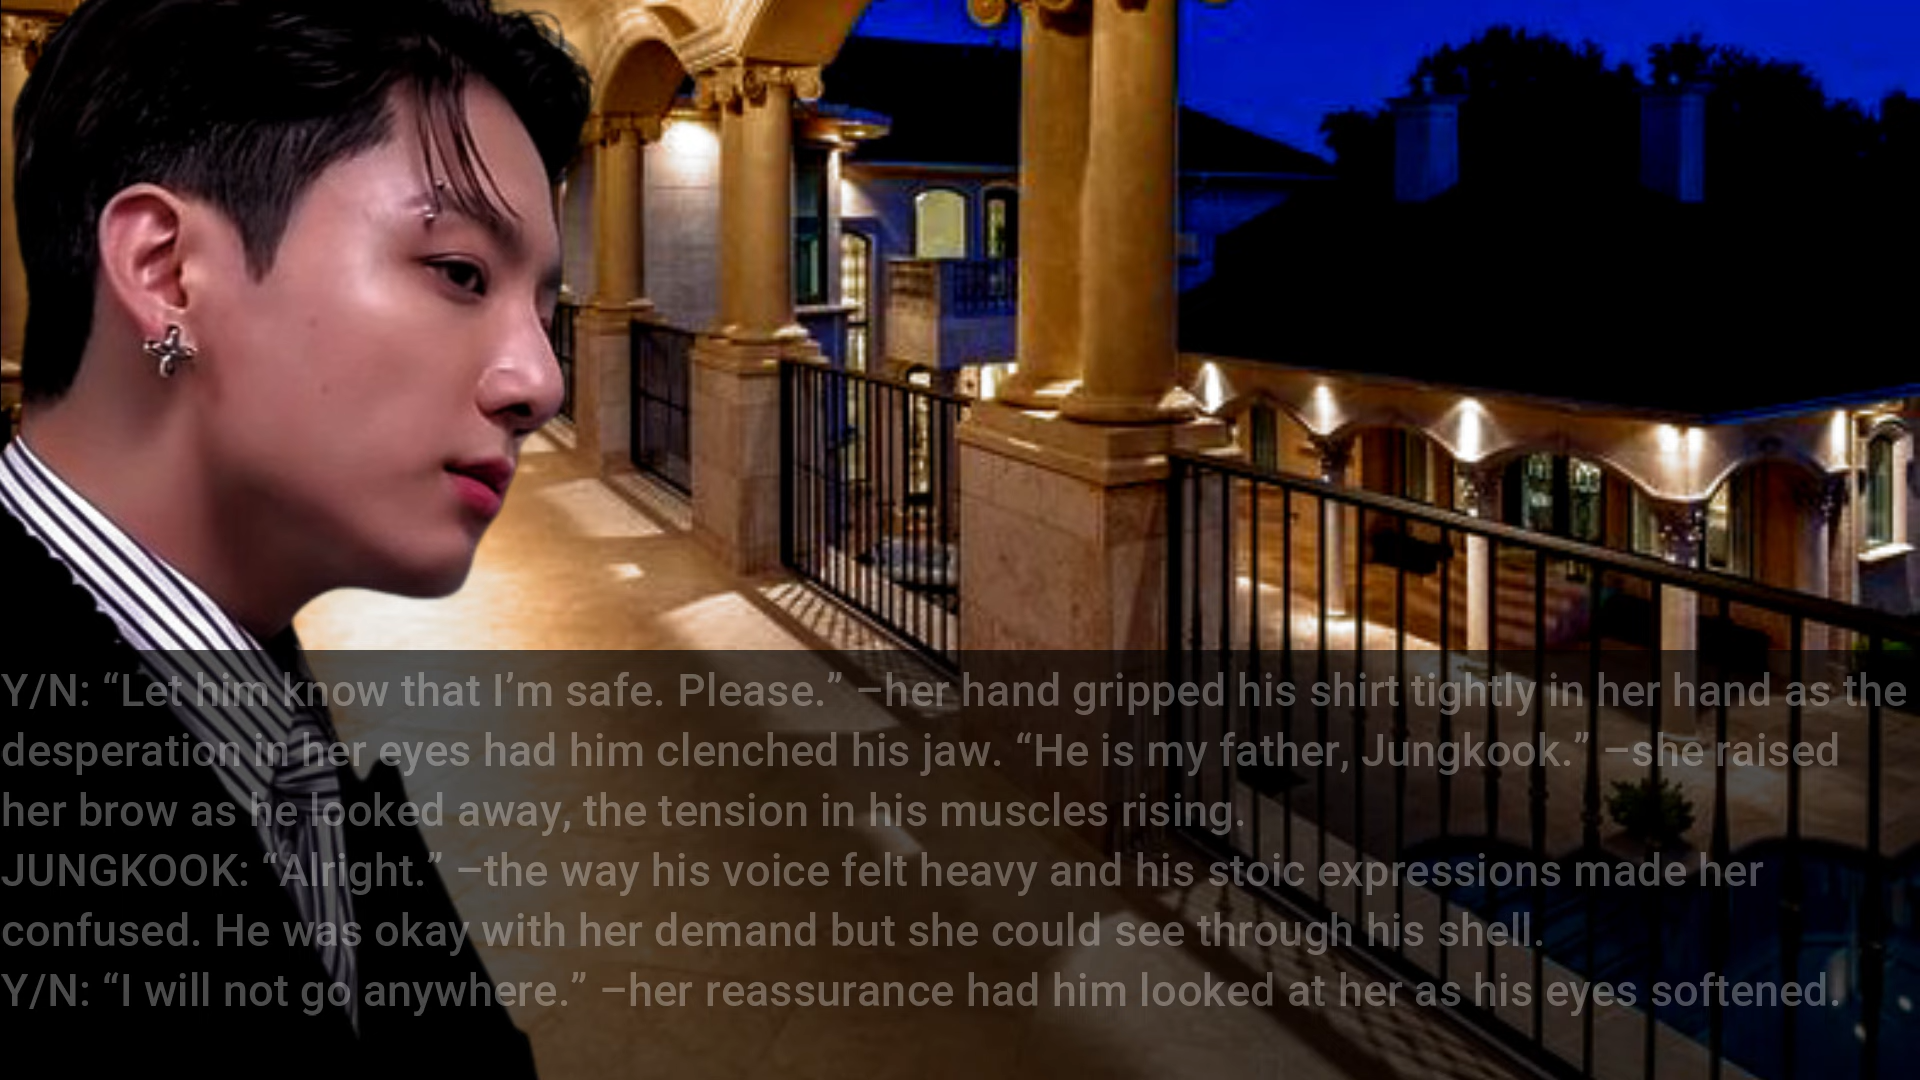 Y/N: “Let him know that I’m safe. Please.” –her hand gripped his shirt tightly in her hand as the
desperation in her eyes had him clenched his jaw. “He is my father, Jungkook.” –she raised
her brow as he looked away, the tension in his muscles rising.
JUNGKOOK: “Alright.” –the way his voice felt heavy and his stoic expressions made her
confused. He was okay with her demand but she could see through his shell.
Y/N: “I will not go anywhere.” –her reassurance had him looked at her as his eyes softened.